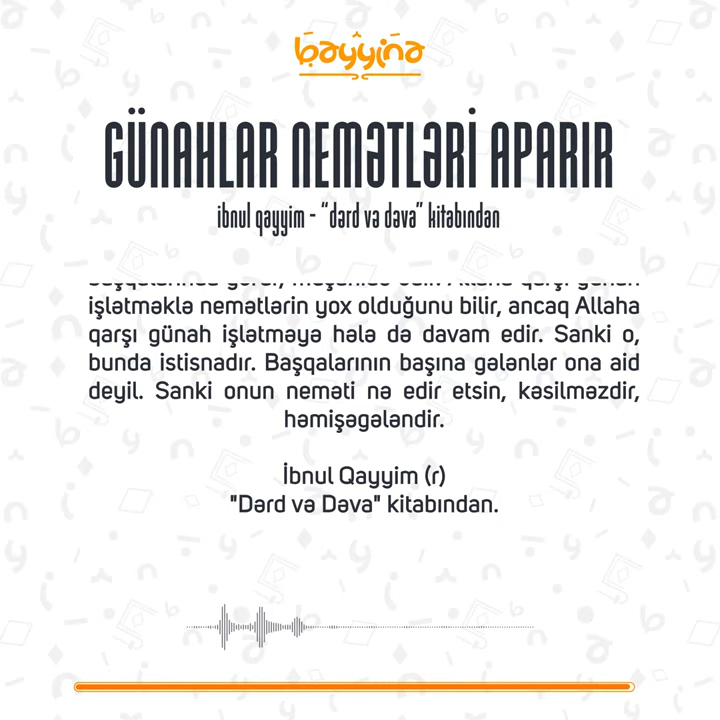 bayyina
GÜNAHLAR NEMƏTLƏRİ APARIR
ibnul qayyim - "dərd və dəva" kitabından
işlətməklə nemətlərin yox olduğunu bilir, ancaq Allaha
qarşı günah işlətməyə hələ də davam edir. Sanki o,
bunda istisnadır. Başqalarının başına gələnlər ona aid
deyil. Sanki onun neməti nə edir etsin, kəsilməzdir,
həmişəgələndir.
İbnul Qayyim (r)
"Dərd və Dəva" kitabından.